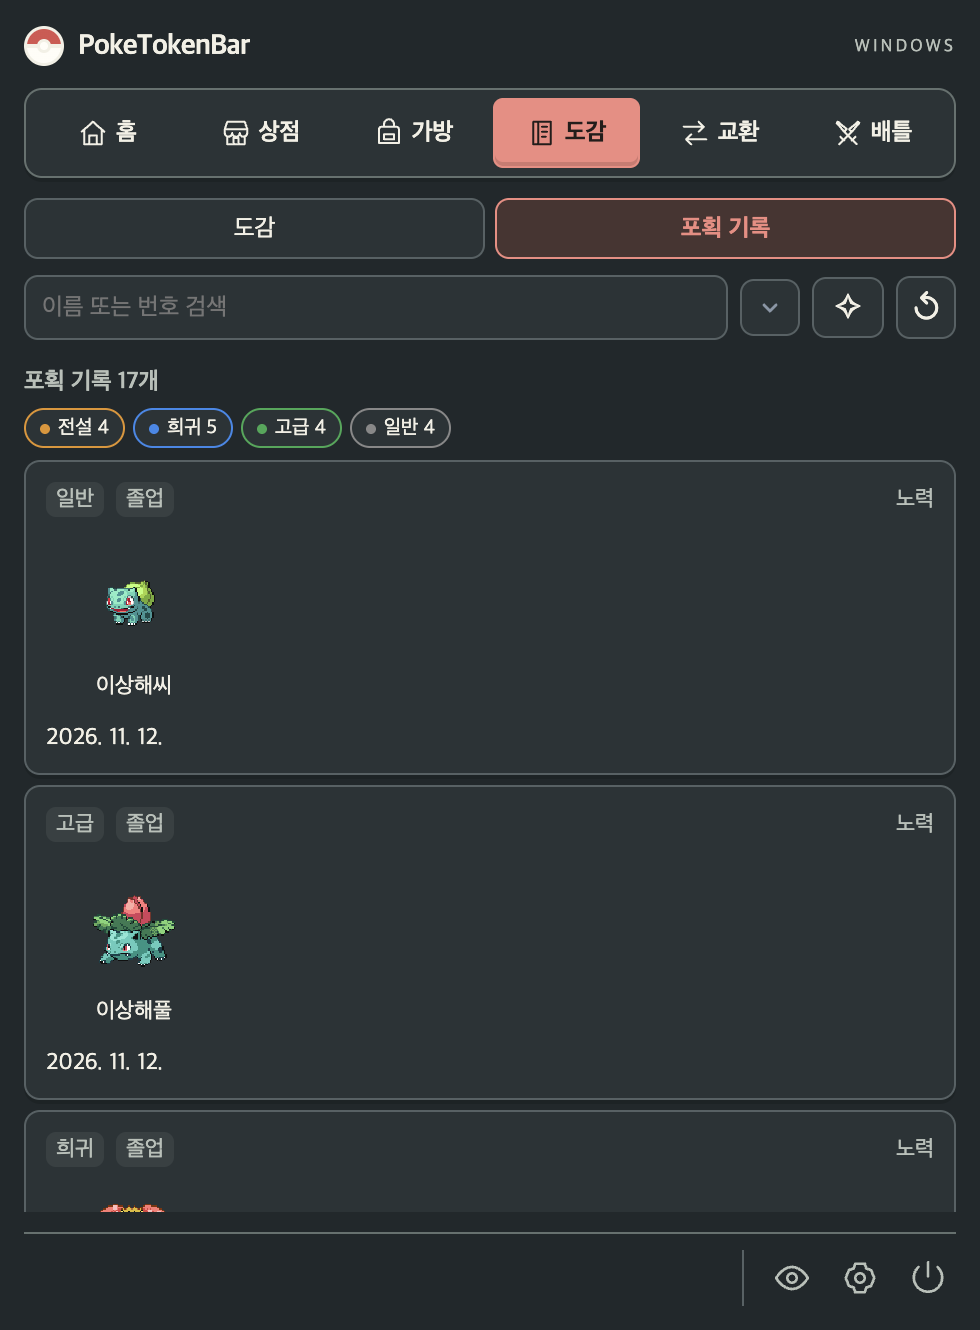 PokeTokenBar
WINDOWS
홈 상점 가방 도감 교환 배틀
도감 포획 기록
이름 또는 번호 검색
포획 기록 17개
전설 4 희귀 5 고급 4 일반 4
일반 졸업 노력
이상해씨
2026. 11. 12.
고급 졸업 노력
이상해풀
2026. 11. 12.
희귀 졸업 노력